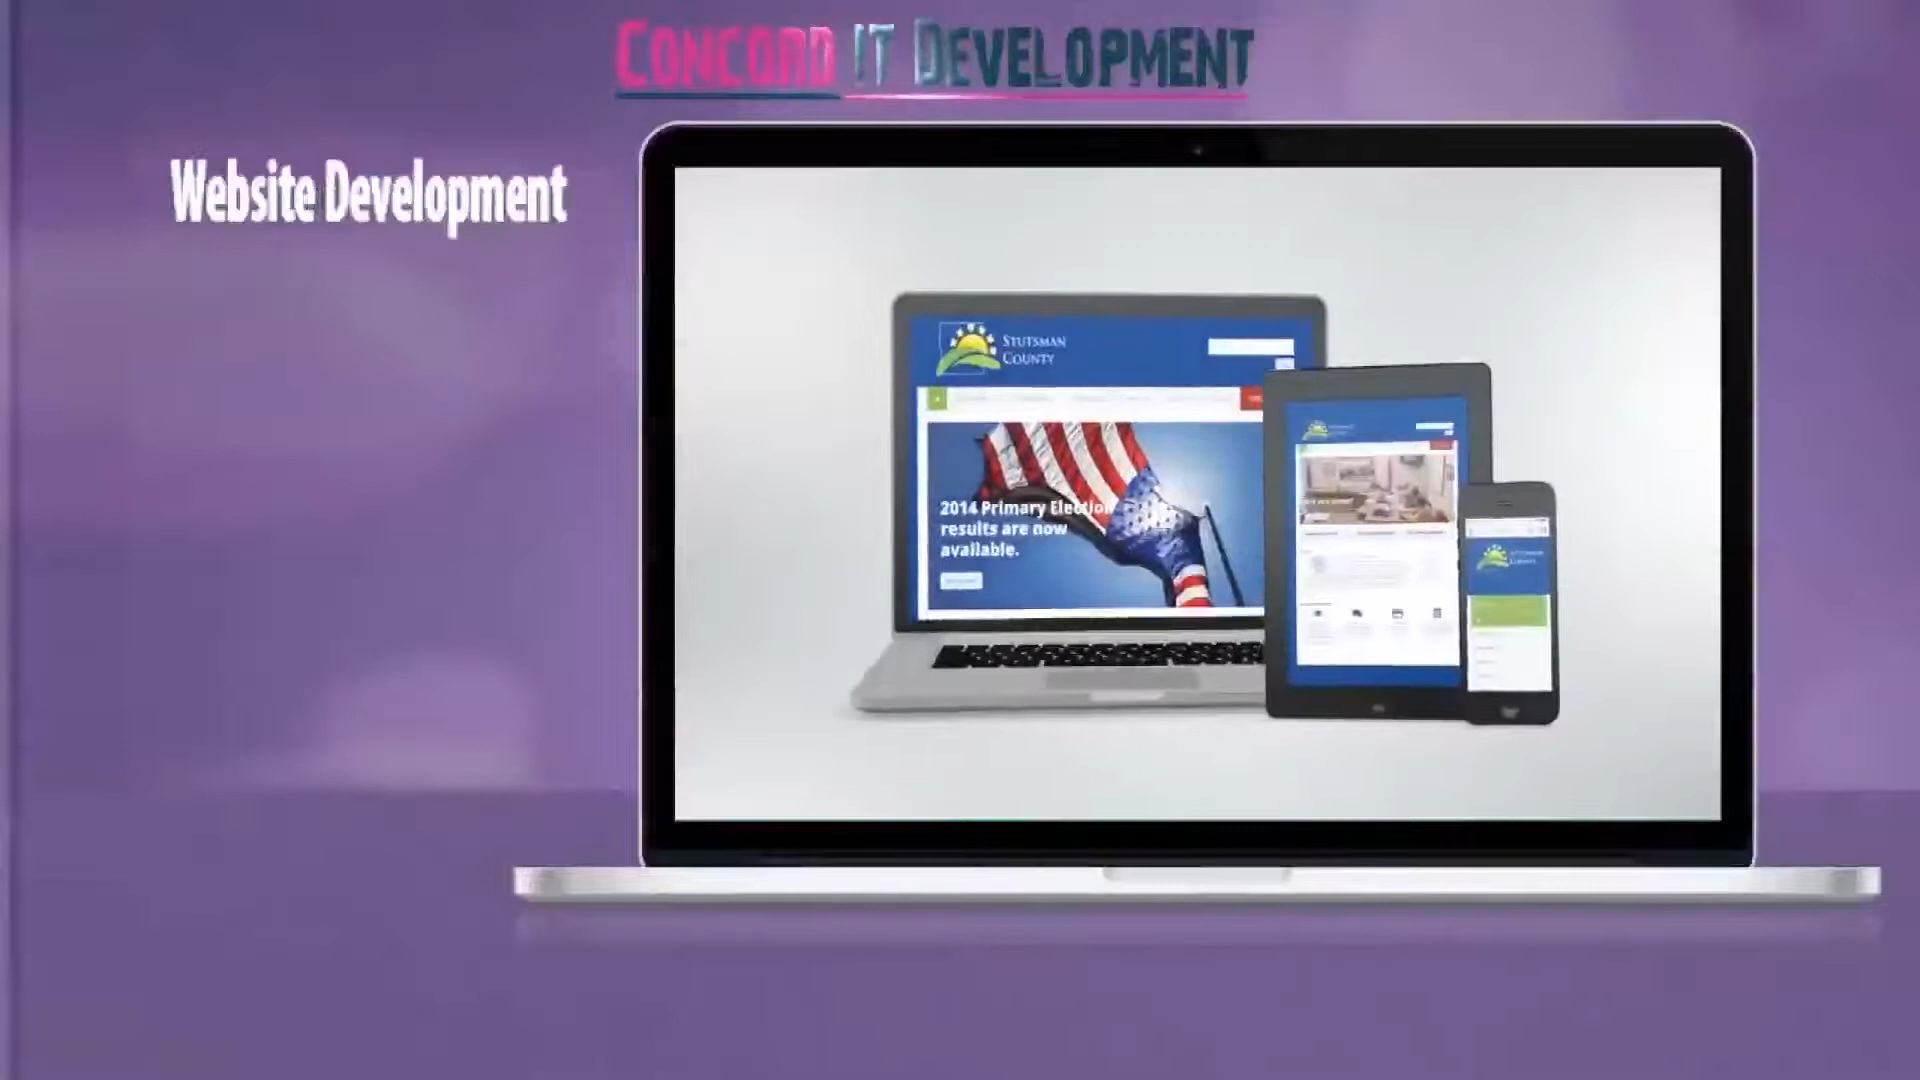 CONCORD IT DEVELOPMENT
Website Development
STUTSMAN
COUNTY
2014 Primary Election
results are now
available.